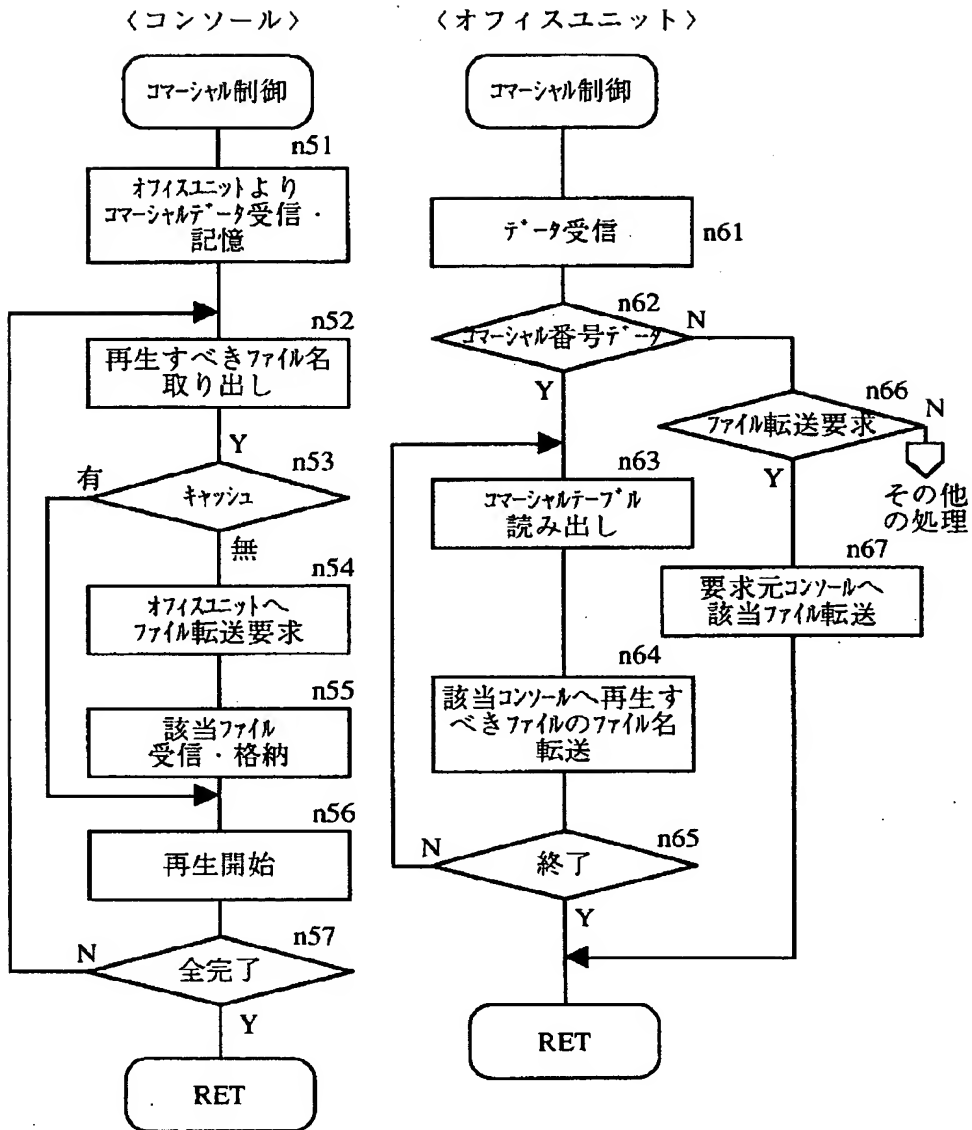 〈コンソール〉
コマーシャル制御
n51
オフィスユニットより
コマーシャルデータ受信・
記憶
n52
再生すべきファイル名
取り出し
Y
n53
有
キャッシュ
無
n54
オフィスユニットへ
ファイル転送要求
n55
該当ファイル
受信・格納
n56
再生開始
n57
N
全完了
Y
RET
〈オフィスユニット〉
コマーシャル制御
データ受信
n61
n62
コマーシャル番号データ
N
Y
n66
ファイル転送要求
N
Y
その他
の処理
n63
コマーシャルテーブル
読み出し
n67
要求元コンソールへ
該当ファイル転送
n64
該当コンソールへ再生す
べきファイルのファイル名
転送
n65
N
終了
Y
RET